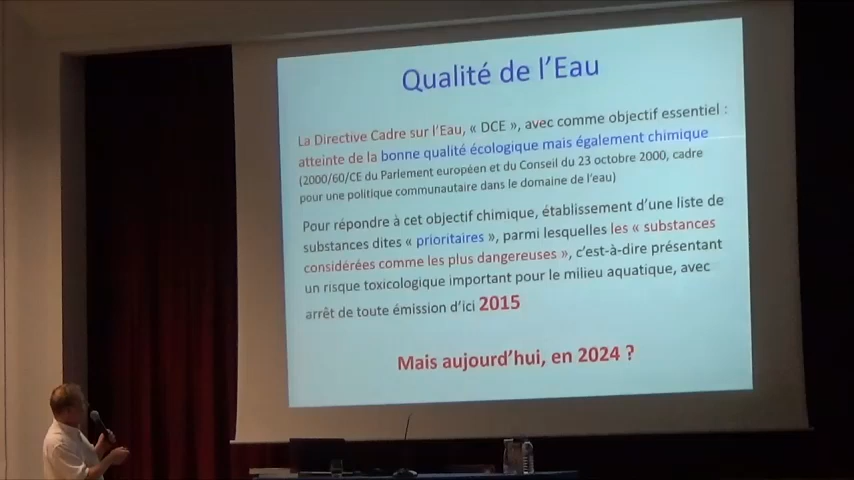 Qualité de l'Eau
La Directive Cadre sur l'Eau, « DCE », avec comme objectif essentiel :
atteinte de la bonne qualité écologique mais également chimique
(2000/60/CE du Parlement européen et du Conseil du 23 octobre 2000, cadre
pour une politique communautaire dans le domaine de l'eau)
Pour répondre à cet objectif chimique, établissement d'une liste de
substances dites « prioritaires », parmi lesquelles les « substances
considérées comme les plus dangereuses », c'est-à-dire présentant
un risque toxicologique important pour le milieu aquatique, avec
arrêt de toute émission d'ici 2015
Mais aujourd'hui, en 2024 ?